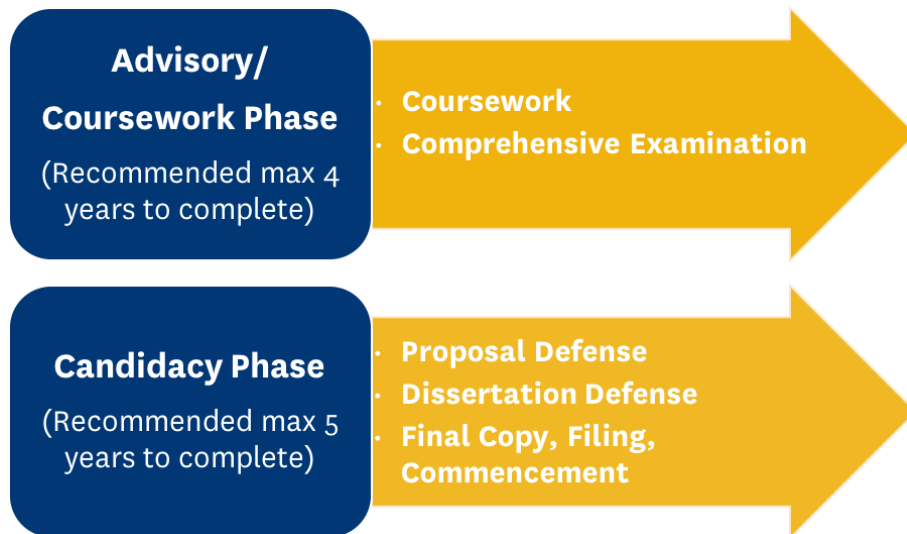 Advisory/
Coursework Phase
(Recommended max 4
years to complete)
· Coursework
· Comprehensive Examination
Candidacy Phase
(Recommended max 5
years to complete)
· Proposal Defense
· Dissertation Defense
· Final Copy, Filing,
Commencement